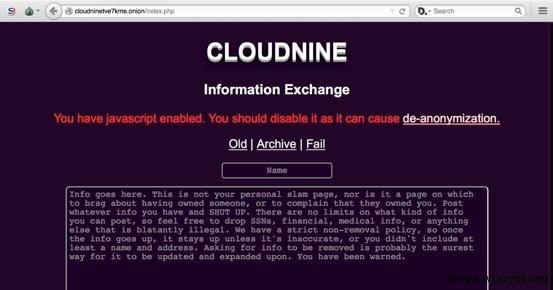 cloudninetve7kme.onion/index.php
Search
CLOUDNINE
Information Exchange
You have javascript enabled. You should disable it as it can cause de-anonymization.
Old | Archive | Fail
Name
Info goes here. This is not your personal slam page, nor is it a page on which
to brag about having owned someone, or to complain that they owned you. Post
whatever info you have and SHUT UP. There are no limits on what kind of info
you can post, so feel free to drop SSNs, financial, medical info, or anything
else that is blatantly illegal. We have a strict non-removal policy, so once
the info goes up, it stays up unless it's inaccurate, or you didn't include at
least a name and address. Asking for info to be removed is probably the surest
way for it to be updated and expanded upon. You have been warned.
drops.wooyun.org